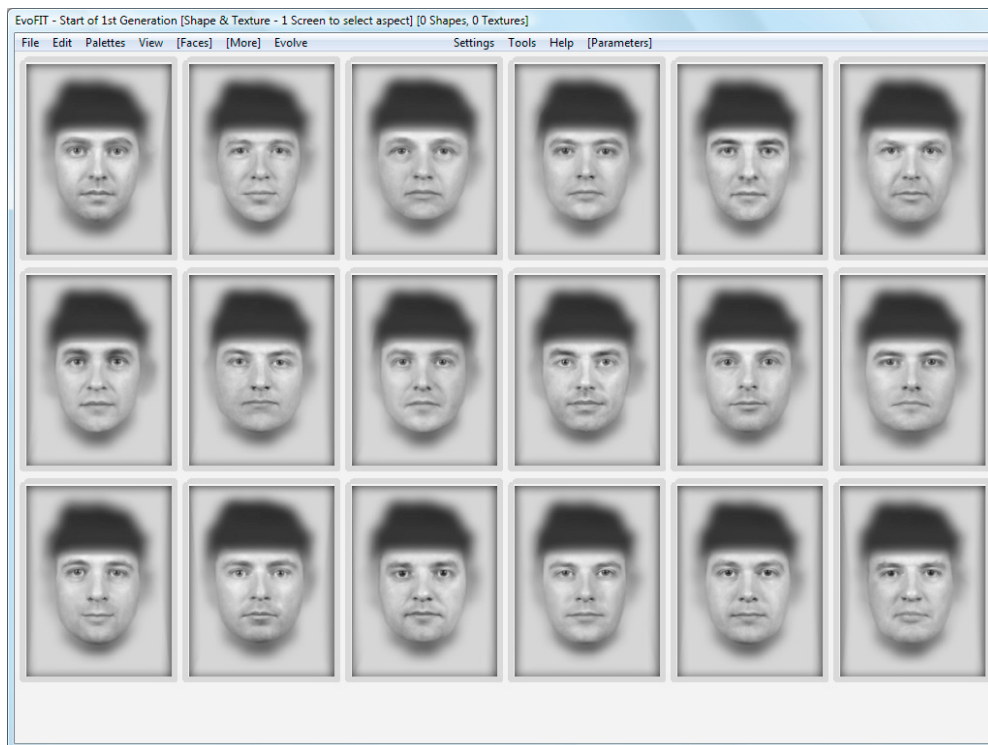 EvoFIT - Start of 1st Generation [Shape & Texture - 1 Screen to select aspect] [0 Shapes, 0 Textures]
File Edit Palettes View [Faces] [More] Evolve Settings Tools Help [Parameters]